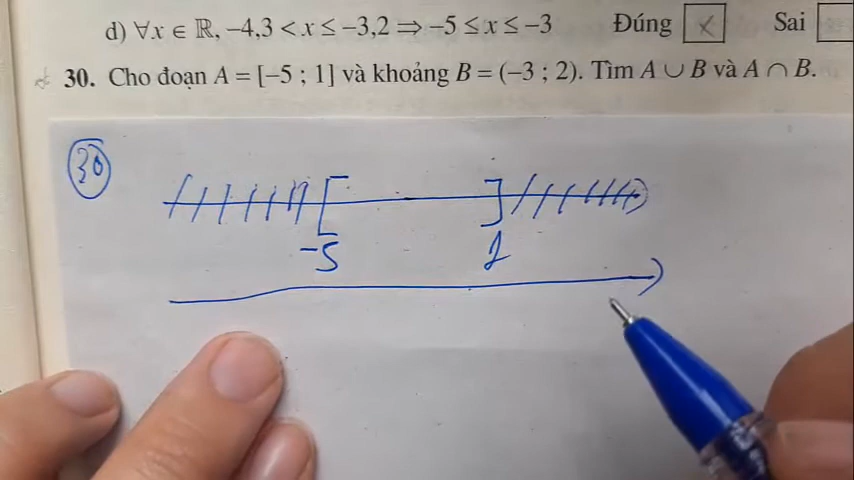 d) ∀x ∈ ℝ, −4,3 < x ≤ −3,2 ⇒ −5 ≤ x ≤ −3 Đúng X Sai
30. Cho đoạn A = [−5 ; 1] và khoảng B = (−3 ; 2). Tìm A ∪ B và A ∩ B.
30
[ ]
-5 1